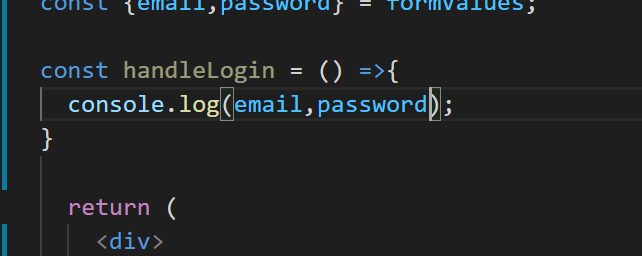 const {email,password} = formValues;
const handleLogin = () =>{
console.log(email,password);
}
return (
<div>